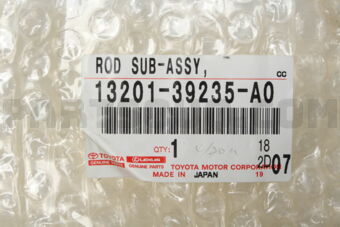 ROD SUB-ASSY,
CC
13201-39235-A0
QTY: 1
18
2D07
TOYOTA
GENUINE PARTS
LEXUS
GENUINE PARTS
TOYOTA MOTOR CORPORATION
MADE IN JAPAN
19